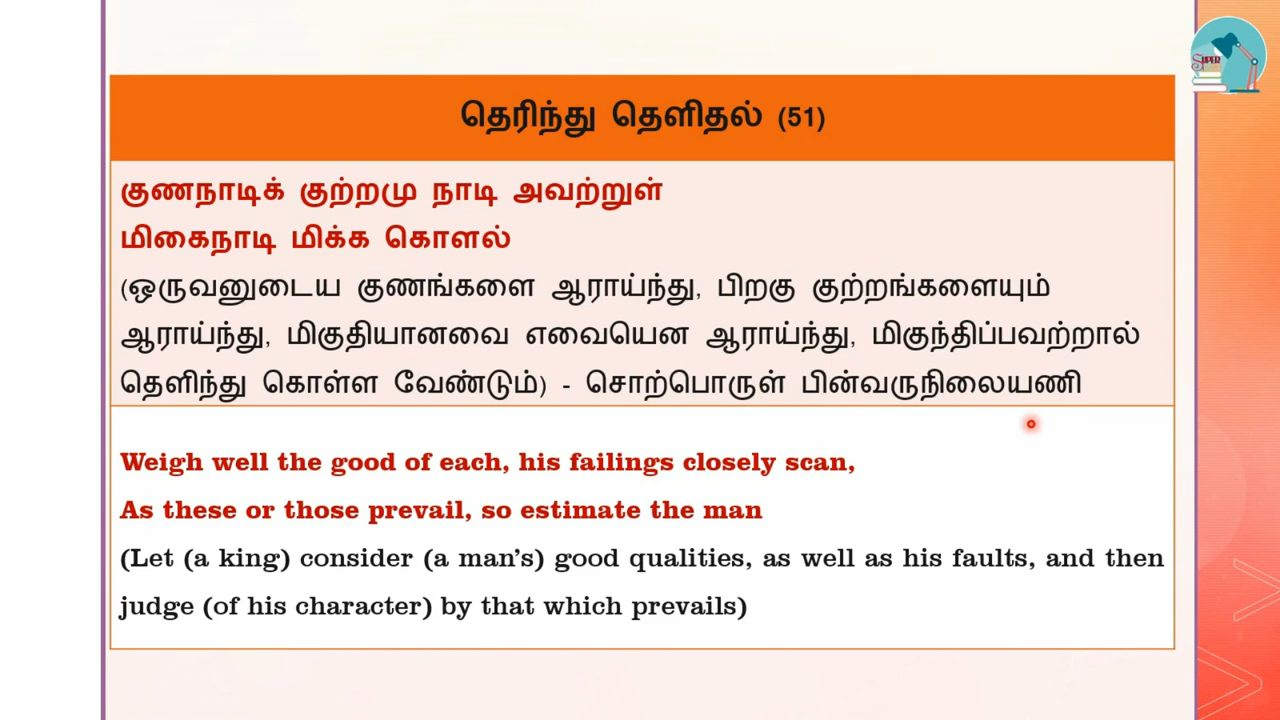 தெரிந்து தெளிதல் (51)
குணநாடிக் குற்றமு நாடி அவற்றுள்
மிகைநாடி மிக்க கொளல்
(ஒருவனுடைய குணங்களை ஆராய்ந்து, பிறகு குற்றங்களையும்
ஆராய்ந்து, மிகுதியானவை எவையென ஆராய்ந்து, மிகுந்திப்பவற்றால்
தெளிந்து கொள்ள வேண்டும்) - சொற்பொருள் பின்வருநிலையணி
Weigh well the good of each, his failings closely scan,
As these or those prevail, so estimate the man
(Let (a king) consider (a man's) good qualities, as well as his faults, and then
judge (of his character) by that which prevails)
SUPER